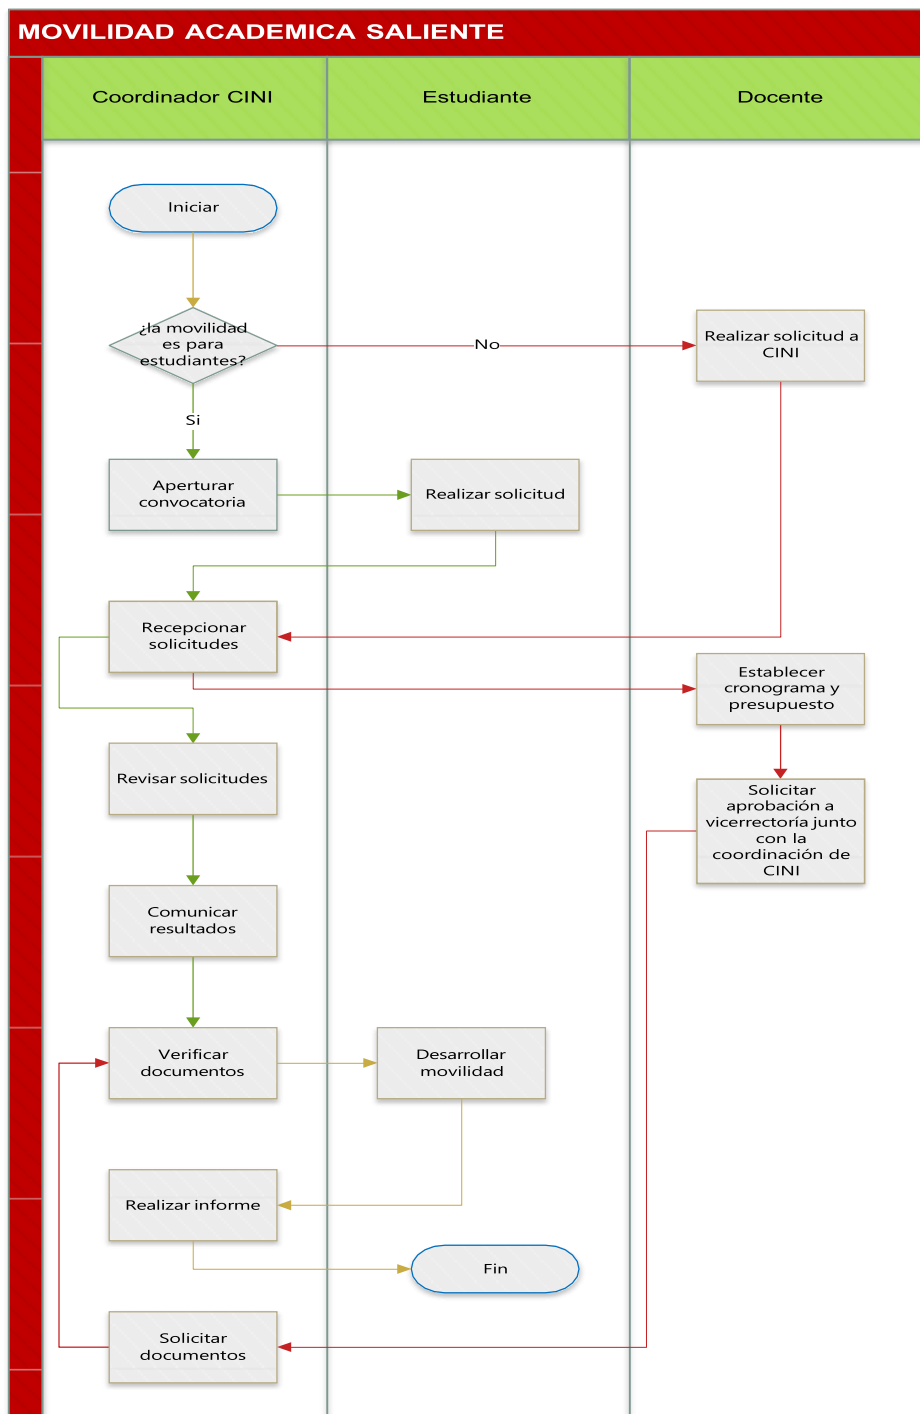 MOVILIDAD ACADEMICA SALIENTE
Coordinador CINI
Estudiante
Docente
Iniciar
¿la movilidad
es para
estudiantes?
No
Realizar solicitud a
CINI
Si
Aperturar
convocatoria
Realizar solicitud
Recepcionar
solicitudes
Establecer
cronograma y
presupuesto
Revisar solicitudes
Solicitar
aprobación a
vicerrectoría junto
con la
coordinación de
CINI
Comunicar
resultados
Verificar
documentos
Desarrollar
movilidad
Realizar informe
Fin
Solicitar
documentos